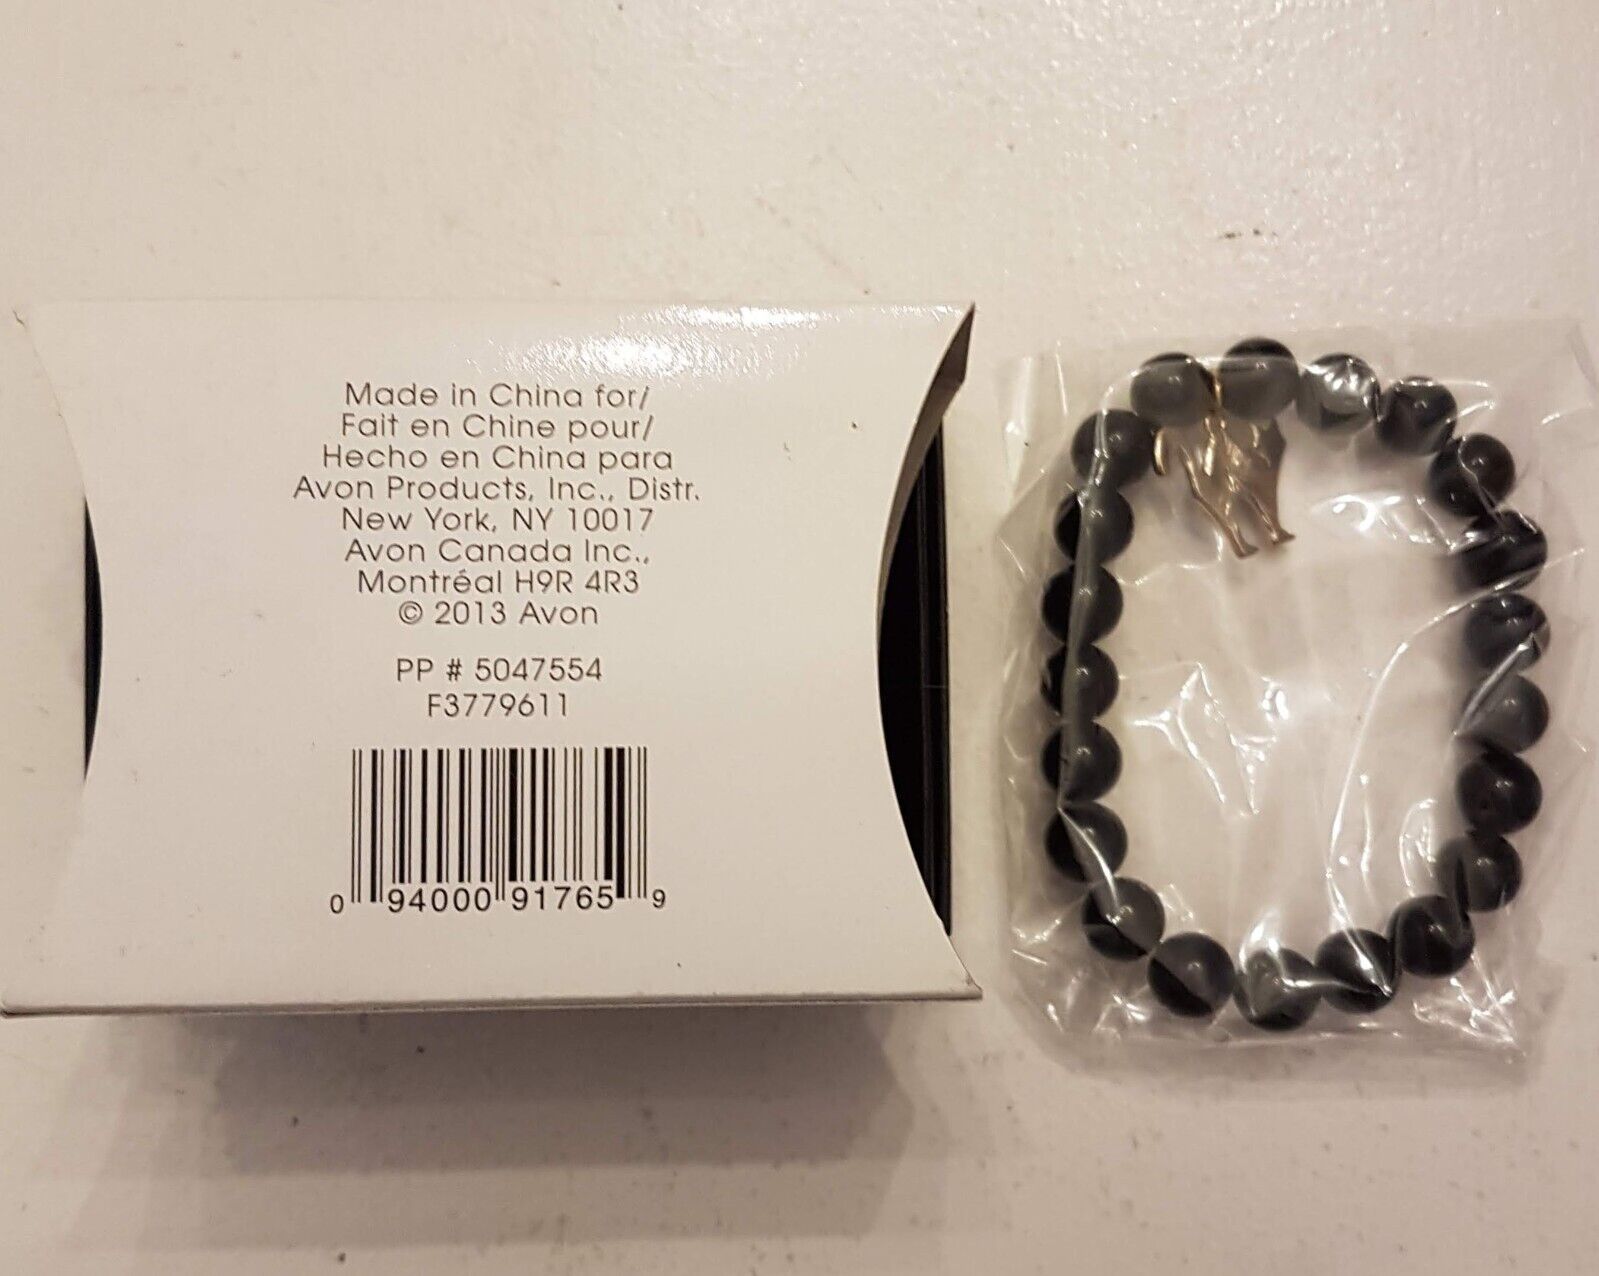 Made in China for/
Fait en Chine pour/
Hecho en China para
Avon Products, Inc., Distr.
New York, NY 10017
Avon Canada Inc.,
Montréal H9R 4R3
© 2013 Avon
PP # 5047554
F3779611
0 94000 91765 9